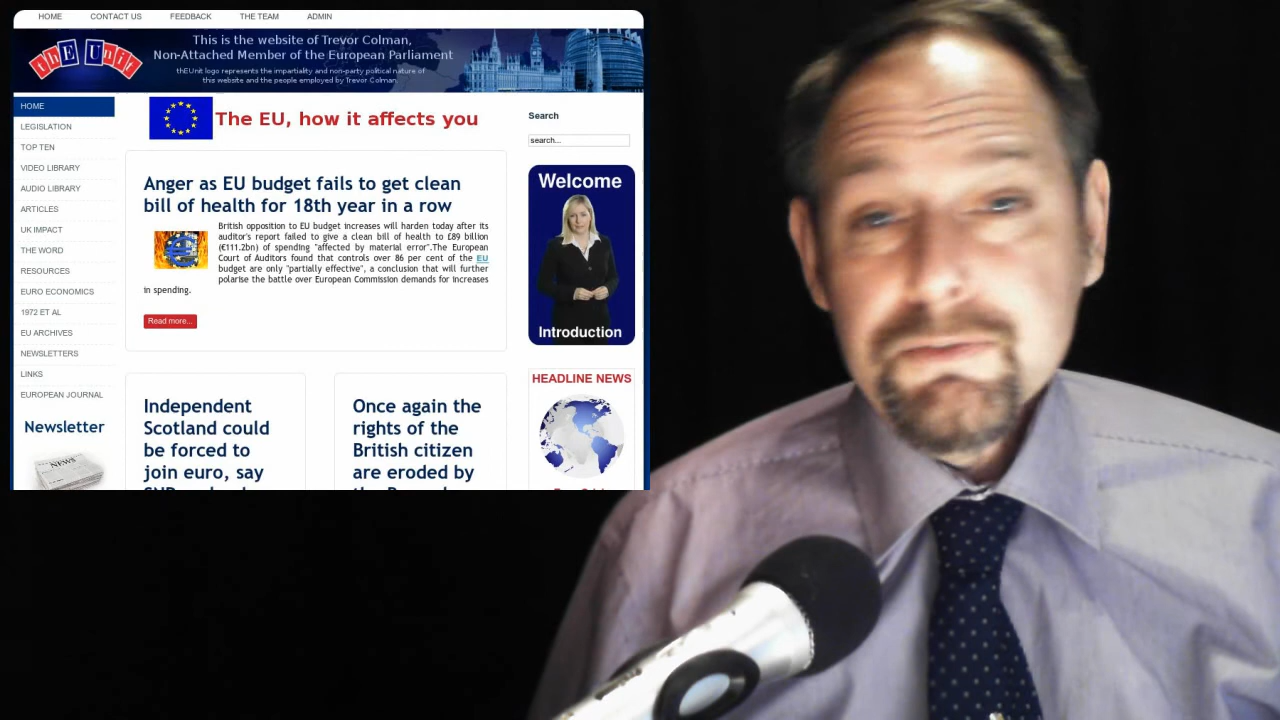 HOME CONTACT US FEEDBACK THE TEAM ADMIN
thEUnit
This is the website of Trevor Colman,
Non-Attached Member of the European Parliament
thEUnit logo represents the impartiality and non-party political nature of
this website and the people employed by Trevor Colman.
HOME
LEGISLATION
TOP TEN
VIDEO LIBRARY
AUDIO LIBRARY
ARTICLES
UK IMPACT
THE WORD
RESOURCES
EURO ECONOMICS
1972 ET AL
EU ARCHIVES
NEWSLETTERS
LINKS
EUROPEAN JOURNAL
Newsletter
NEWS
The EU, how it affects you
Anger as EU budget fails to get clean
bill of health for 18th year in a row
British opposition to EU budget increases will harden today after its
auditor's report failed to give a clean bill of health to £89 billion
(€111.2bn) of spending "affected by material error".The European
Court of Auditors found that controls over 86 per cent of the EU
budget are only "partially effective", a conclusion that will further
polarise the battle over European Commission demands for increases
in spending.
Read more...
Independent
Scotland could
be forced to
join euro, say
Once again the
rights of the
British citizen
are eroded by
Search
search...
Welcome
Introduction
HEADLINE NEWS